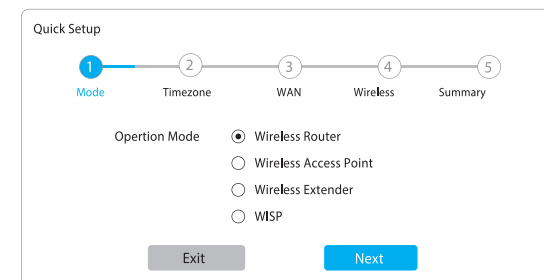 Quick Setup
1 2 3 4 5
Mode Timezone WAN Wireless Summary
Opertion Mode Wireless Router
Wireless Access Point
Wireless Extender
WISP
Exit Next